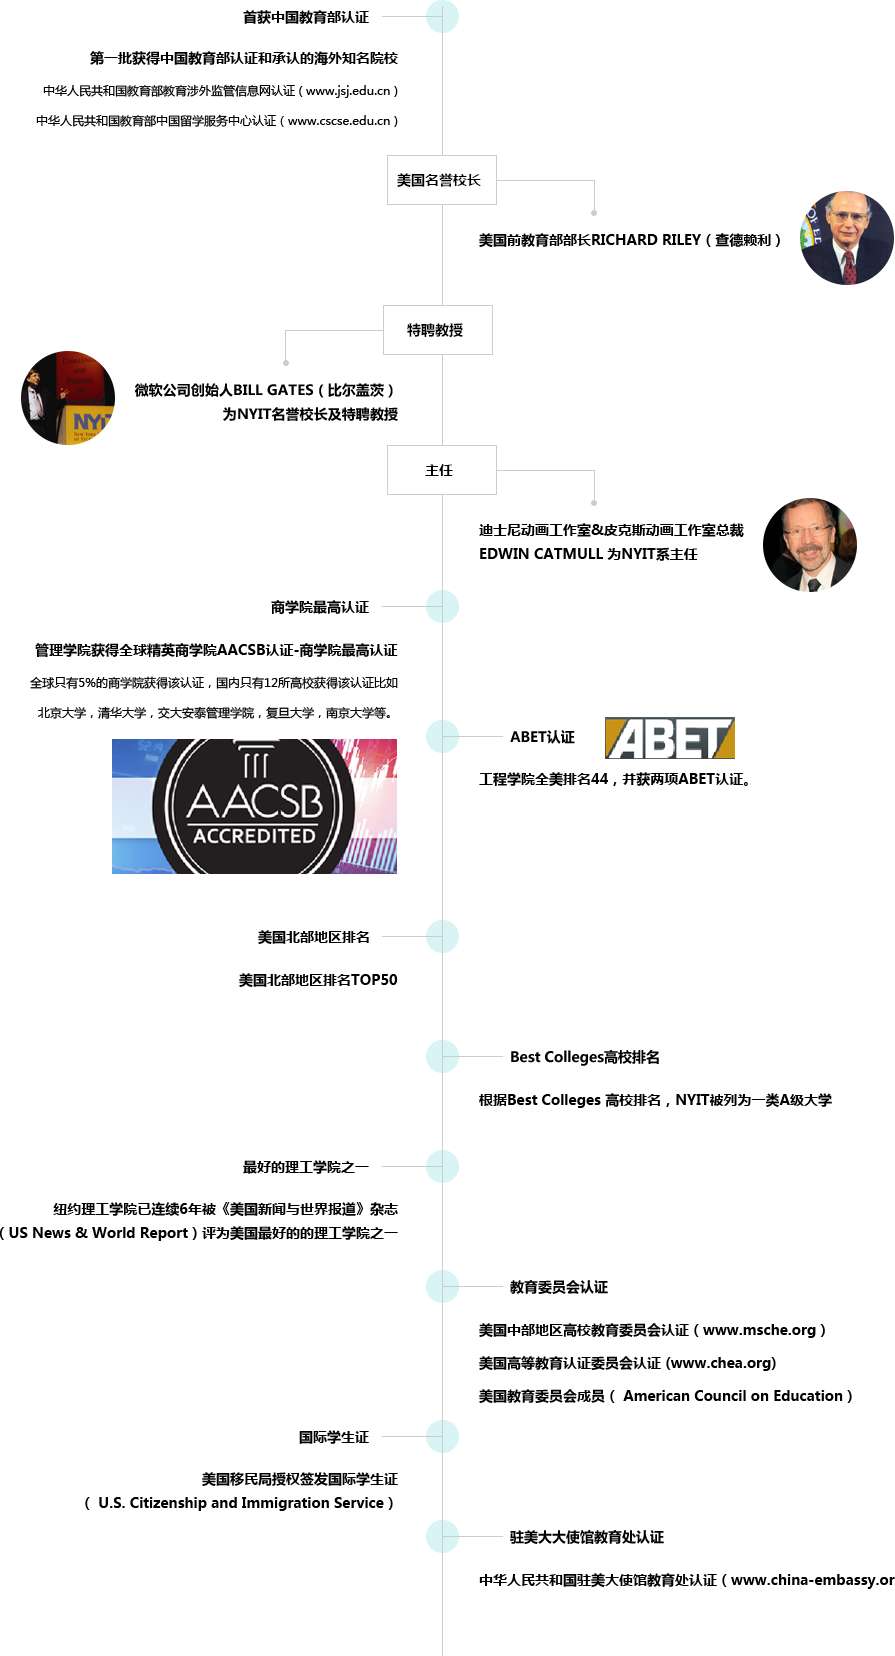 首获中国教育部认证
第一批获得中国教育部认证和承认的海外知名院校
中华人民共和国教育部教育涉外监管信息网认证（www.jsj.edu.cn）
中华人民共和国教育部中国留学服务中心认证（www.cscse.edu.cn）
美国名誉校长
美国前教育部部长RICHARD RILEY（查德赖利）
特聘教授
微软公司创始人BILL GATES（比尔盖茨）
为NYIT名誉校长及特聘教授
NYIT
主任
迪士尼动画工作室&皮克斯动画工作室总裁
EDWIN CATMULL 为NYIT系主任
商学院最高认证
管理学院获得全球精英商学院AACSB认证-商学院最高认证
全球只有5%的商学院获得该认证，国内只有12所高校获得该认证比如
北京大学，清华大学，交大安泰管理学院，复旦大学，南京大学等。
AACSB
ACCREDITED
ABET认证
ABET
工程学院全美排名44，并获两项ABET认证。
美国北部地区排名
美国北部地区排名TOP50
Best Colleges高校排名
根据Best Colleges 高校排名，NYIT被列为一类A级大学
最好的理工学院之一
纽约理工学院已连续6年被《美国新闻与世界报道》杂志
（US News & World Report）评为美国最好的的理工学院之一
教育委员会认证
美国中部地区高校教育委员会认证（www.msche.org）
美国高等教育认证委员会认证 (www.chea.org)
美国教育委员会成员（ American Council on Education）
国际学生证
美国移民局授权签发国际学生证
（ U.S. Citizenship and Immigration Service）
驻美大大使馆教育处认证
中华人民共和国驻美大使馆教育处认证（www.china-embassy.or